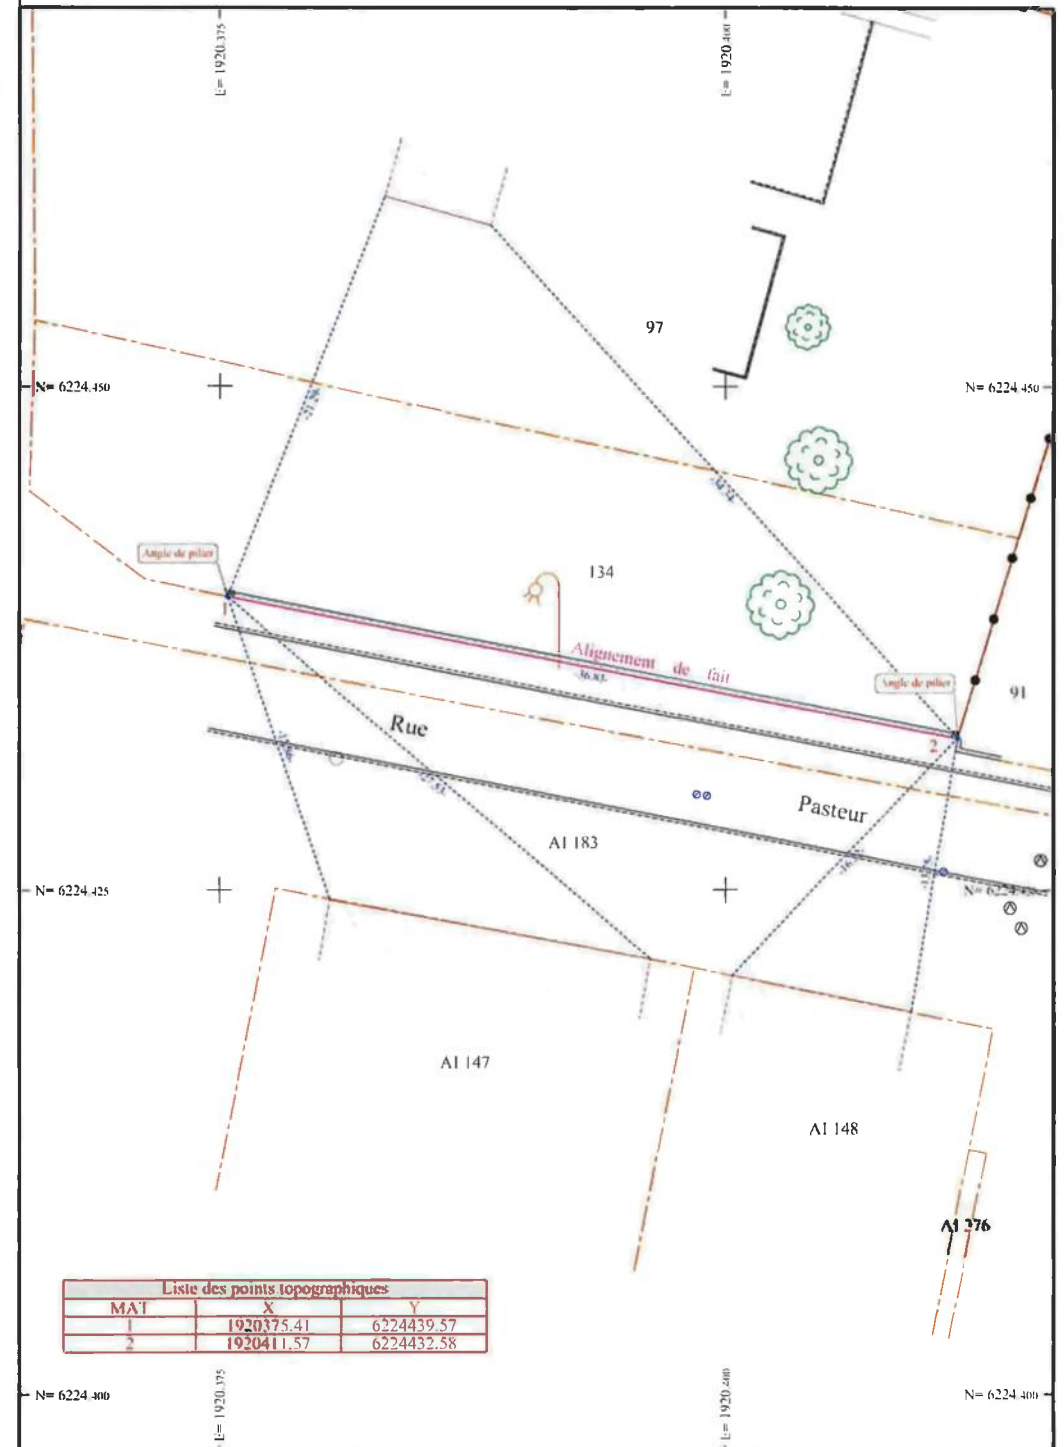 E= 1920.375
E= 1920.400
97
N= 6224.450
N= 6224.450
Angle de pilier
134
1
Alignement de fait
36.83
Angle de pilier
91
2
Rue
Pasteur
AI 183
N= 6224.425
AI 147
AI 148
AI 276
Liste des points topographiques
MAT X Y
1 1920375.41 6224439.57
2 1920411.57 6224432.58
N= 6224.400
N= 6224.400
E= 1920.375
E= 1920.400